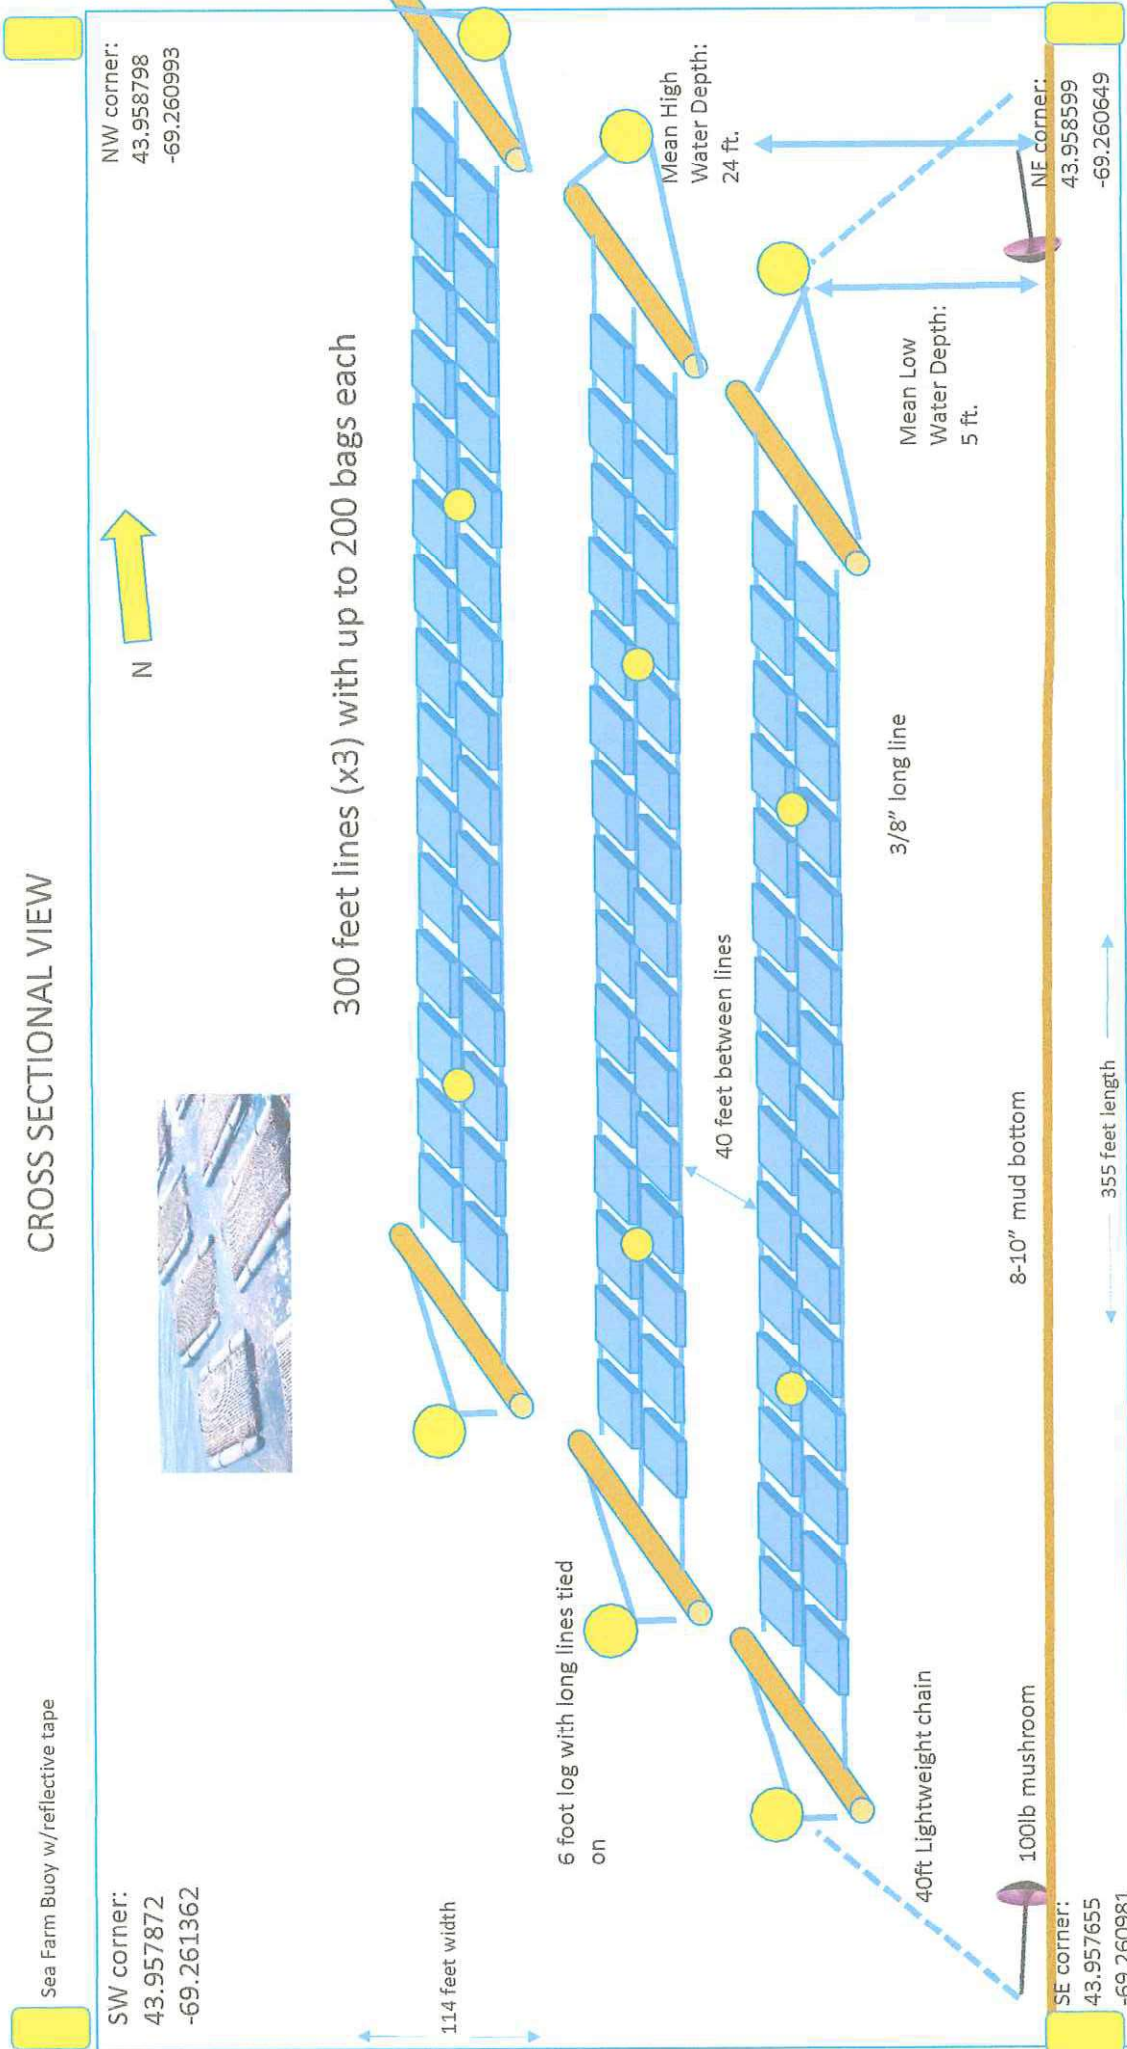 CROSS SECTIONAL VIEW
Sea Farm Buoy w/reflective tape
SW corner:
43.957872
-69.261362
NW corner:
43.958798
-69.260993
N
300 feet lines (x3) with up to 200 bags each
114 feet width
6 foot log with long lines tied
on
Mean High
Water Depth:
24 ft.
40 feet between lines
3/8" long line
Mean Low
Water Depth:
5 ft.
40ft Lightweight chain
100lb mushroom
8-10" mud bottom
SE corner:
43.957655
-69.260981
NE corner:
43.958599
-69.260649
355 feet length